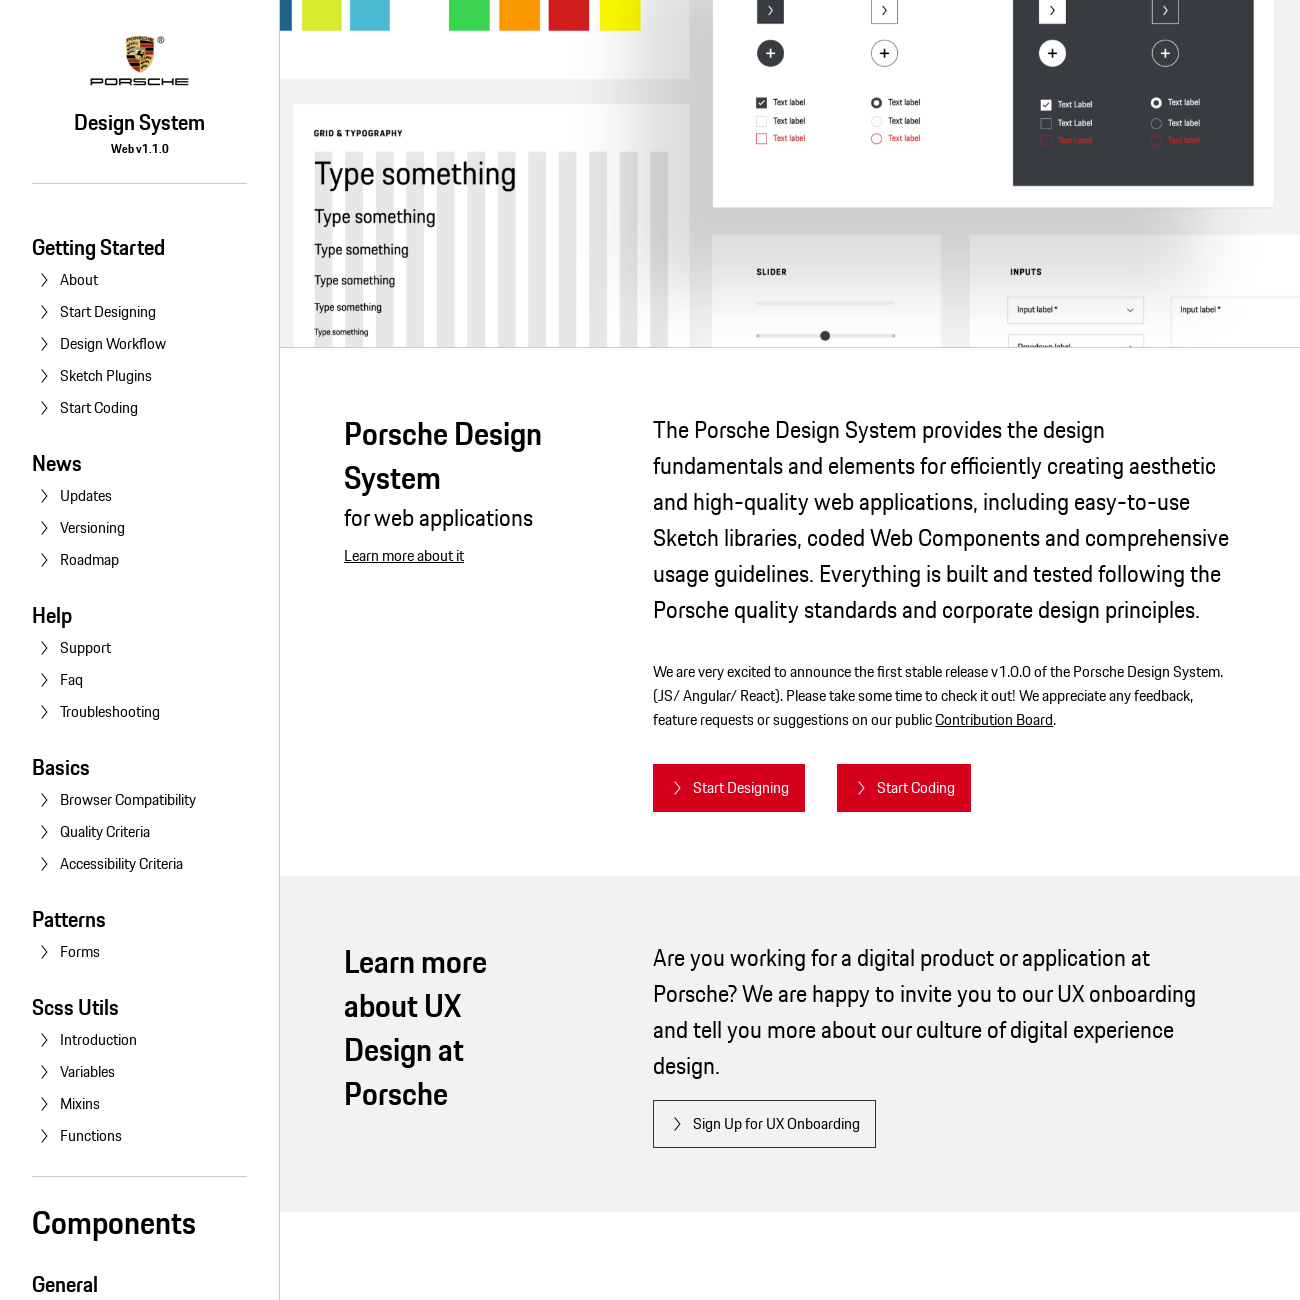 PORSCHE
®
Design System
Web v1.1.0
Getting Started
About
Start Designing
Design Workflow
Sketch Plugins
Start Coding
News
Updates
Versioning
Roadmap
Help
Support
Faq
Troubleshooting
Basics
Browser Compatibility
Quality Criteria
Accessibility Criteria
Patterns
Forms
Scss Utils
Introduction
Variables
Mixins
Functions
Components
General
GRID & TYPOGRAPHY
Type something
Type something
Type something
Type something
Type something
Type something
Text label
Text label
Text label
Text label
Text label
Text label
Text Label
Text label
Text Label
Text label
Text Label
Text label
SLIDER
INPUTS
Input label *
Input label *
Dropdown label
Porsche Design
System
for web applications
Learn more about it
The Porsche Design System provides the design
fundamentals and elements for efficiently creating aesthetic
and high-quality web applications, including easy-to-use
Sketch libraries, coded Web Components and comprehensive
usage guidelines. Everything is built and tested following the
Porsche quality standards and corporate design principles.
We are very excited to announce the first stable release v1.0.0 of the Porsche Design System.
(JS/ Angular/ React). Please take some time to check it out! We appreciate any feedback,
feature requests or suggestions on our public Contribution Board.
Start Designing
Start Coding
Learn more
about UX
Design at
Porsche
Are you working for a digital product or application at
Porsche? We are happy to invite you to our UX onboarding
and tell you more about our culture of digital experience
design.
Sign Up for UX Onboarding